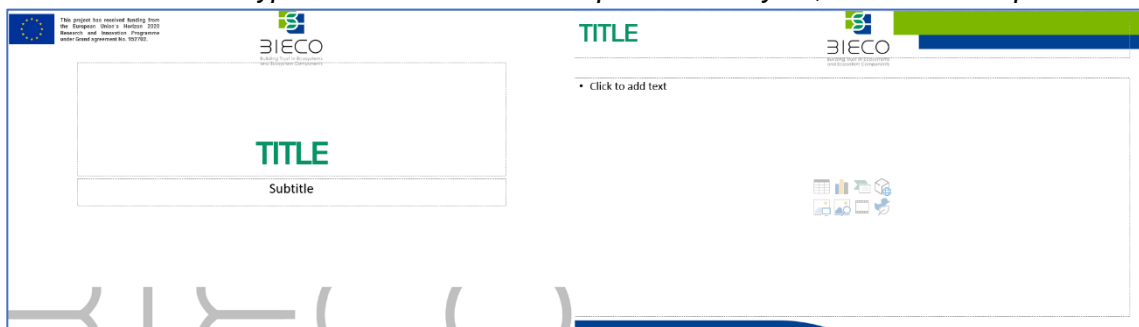 This project has received funding from
the European Union's Horizon 2020
Research and Innovation Programme
under Grand agreement No. 952702.
BIECO
Building Trust in Ecosystems
and Ecosystem Components
TITLE
Subtitle
TITLE
BIECO
Building Trust in Ecosystems
and Ecosystem Components
• Click to add text